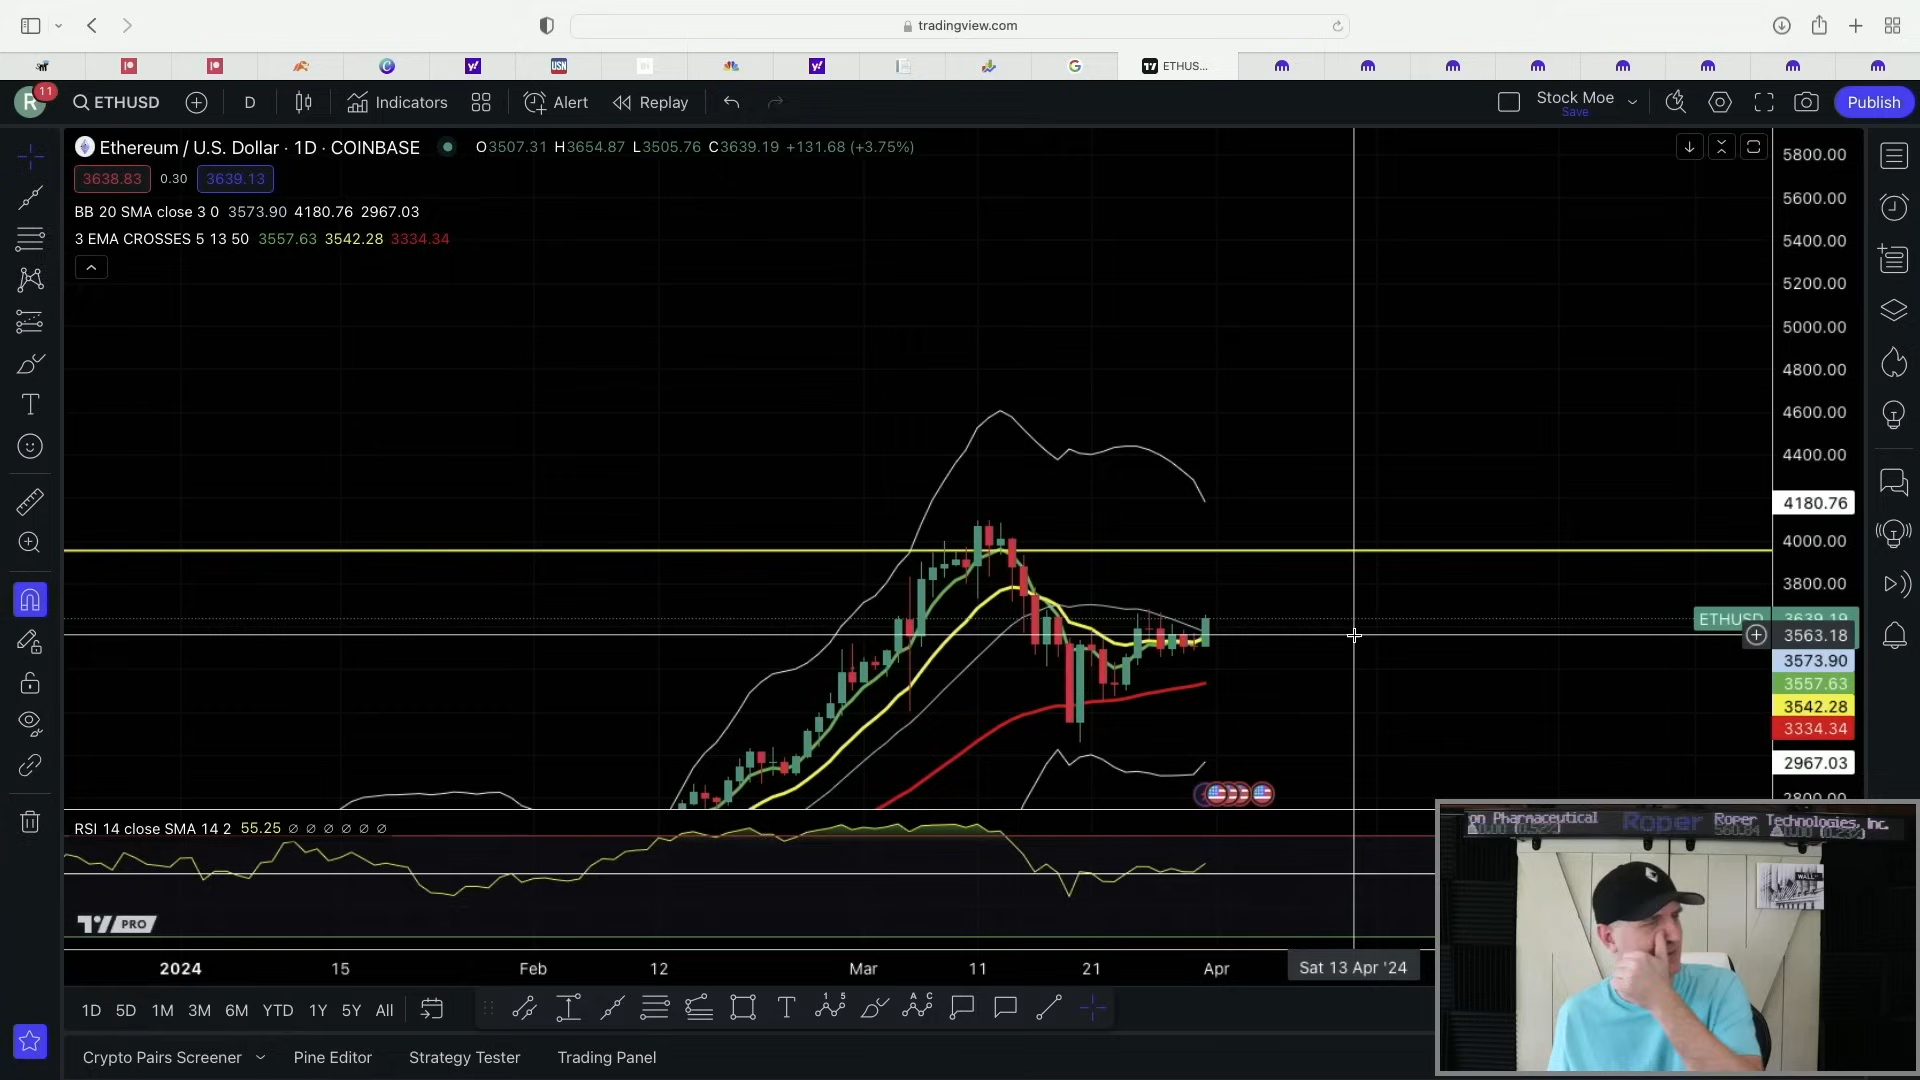 tradingview.com
ETHUS...
R 11 ETHUSD D Indicators Alert Replay Stock Moe Publish
Save
Ethereum / U.S. Dollar · 1D · COINBASE O3507.31 H3654.87 L3505.76 C3639.19 +131.68 (+3.75%)
3638.83 0.30 3639.13
BB 20 SMA close 3 0 3573.90 4180.76 2967.03
3 EMA CROSSES 5 13 50 3557.63 3542.28 3334.34
5800.00
5600.00
5400.00
5200.00
5000.00
4800.00
4600.00
4400.00
4180.76
4000.00
3800.00
ETHUSD 3639.19
3563.18
3573.90
3557.63
3542.28
3334.34
2967.03
2800.00
RSI 14 close SMA 14 2 55.25 ∅ ∅ ∅ ∅ ∅ ∅
on Pharmaceutical Roper Roper Technologies, Inc.
PRO
WALL
2024 15 Feb 12 Mar 11 21 Apr Sat 13 Apr '24
1D 5D 1M 3M 6M YTD 1Y 5Y All
Crypto Pairs Screener Pine Editor Strategy Tester Trading Panel